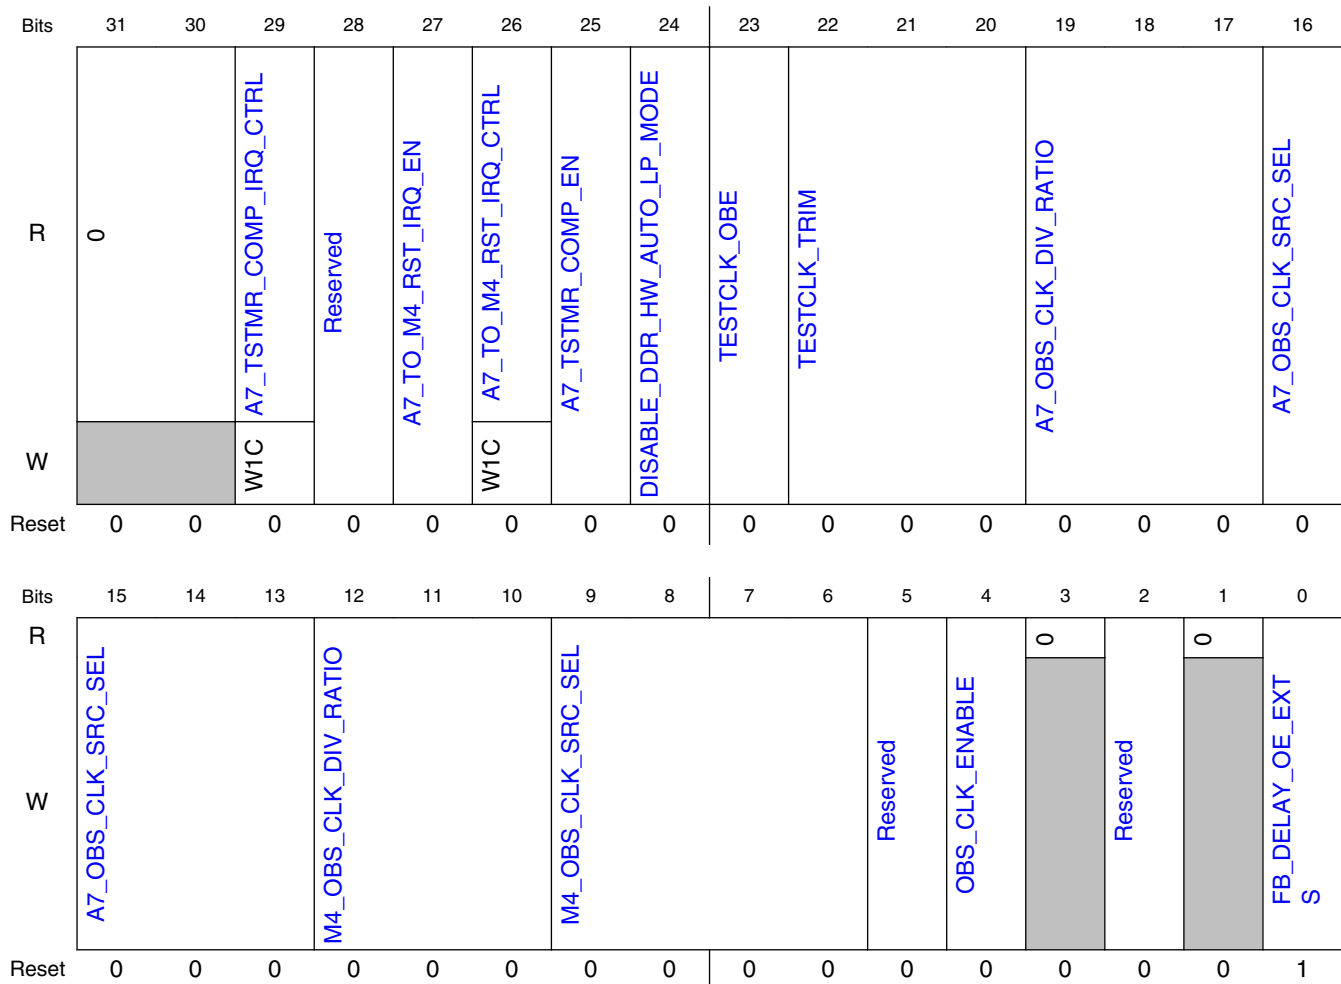 Bits 31 30 29 28 27 26 25 24 23 22 21 20 19 18 17 16
R 0 A7_TSTMR_COMP_IRQ_CTRL Reserved A7_TO_M4_RST_IRQ_EN A7_TO_M4_RST_IRQ_CTRL A7_TSTMR_COMP_EN DISABLE_DDR_HW_AUTO_LP_MODE TESTCLK_OBE TESTCLK_TRIM A7_OBS_CLK_DIV_RATIO A7_OBS_CLK_SRC_SEL
W W1C W1C
Reset 0 0 0 0 0 0 0 0 0 0 0 0 0 0 0 0
Bits 15 14 13 12 11 10 9 8 7 6 5 4 3 2 1 0
R 0 0
W A7_OBS_CLK_SRC_SEL M4_OBS_CLK_DIV_RATIO M4_OBS_CLK_SRC_SEL Reserved OBS_CLK_ENABLE Reserved FB_DELAY_OE_EXT
S
Reset 0 0 0 0 0 0 0 0 0 0 0 0 0 0 0 1